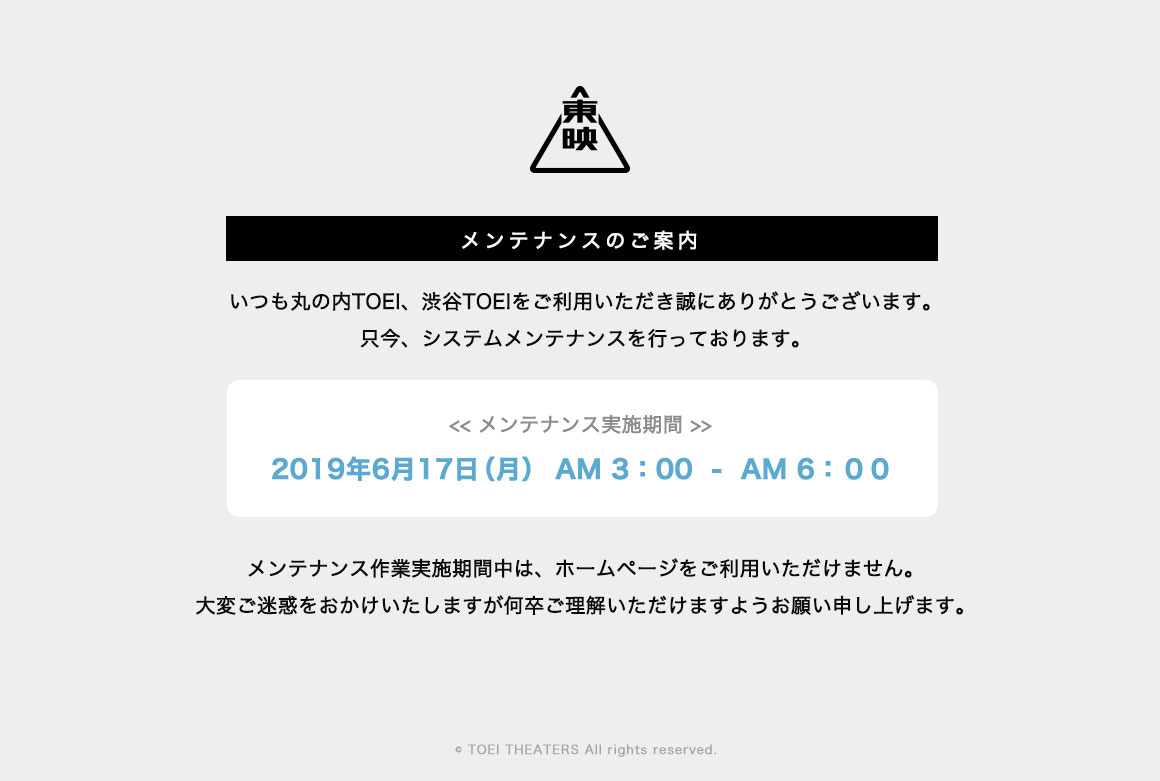 東
映
メンテナンスのご案内
いつも丸の内TOEI、渋谷TOEIをご利用いただき誠にありがとうございます。
只今、システムメンテナンスを行っております。
<< メンテナンス実施期間 >>
2019年6月17日（月） AM 3：00 - AM 6：００
メンテナンス作業実施期間中は、ホームページをご利用いただけません。
大変ご迷惑をおかけいたしますが何卒ご理解いただけますようお願い申し上げます。
© TOEI THEATERS All rights reserved.